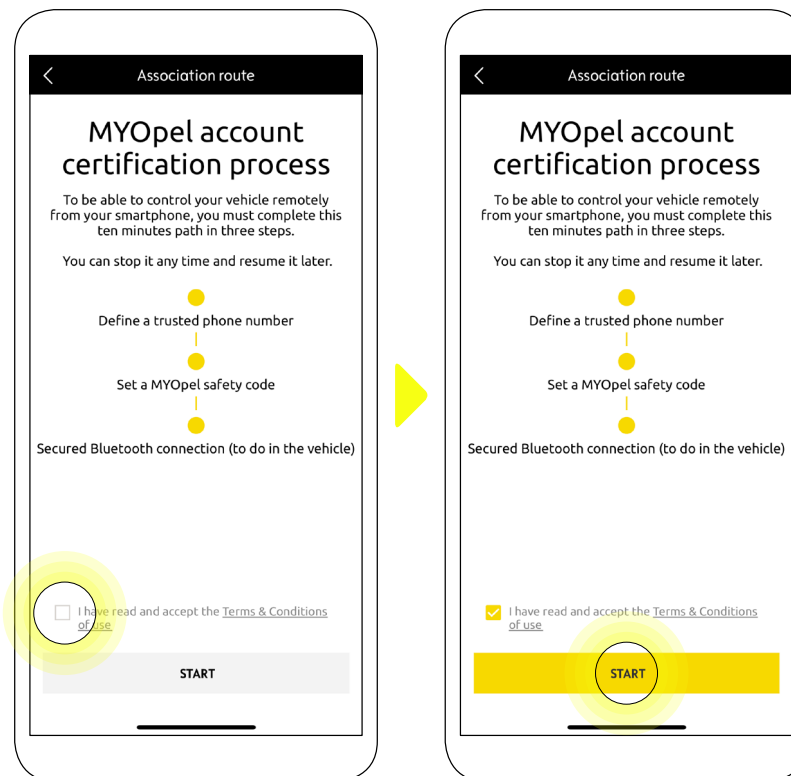 Association route
MYOpel account
certification process
To be able to control your vehicle remotely
from your smartphone, you must complete this
ten minutes path in three steps.
You can stop it any time and resume it later.
Define a trusted phone number
Set a MYOpel safety code
Secured Bluetooth connection (to do in the vehicle)
I have read and accept the Terms & Conditions
of use
START
Association route
MYOpel account
certification process
To be able to control your vehicle remotely
from your smartphone, you must complete this
ten minutes path in three steps.
You can stop it any time and resume it later.
Define a trusted phone number
Set a MYOpel safety code
Secured Bluetooth connection (to do in the vehicle)
I have read and accept the Terms & Conditions
of use
START